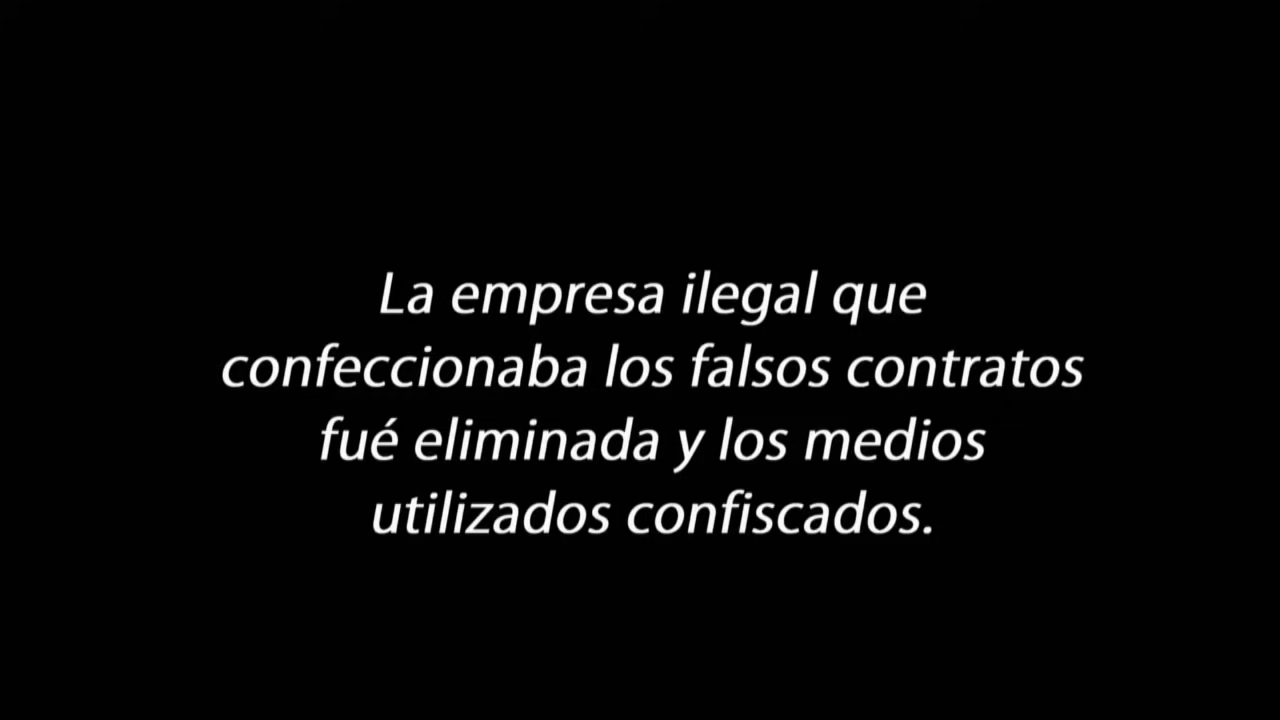 La empresa ilegal que
confeccionaba los falsos contratos
fué eliminada y los medios
utilizados confiscados.